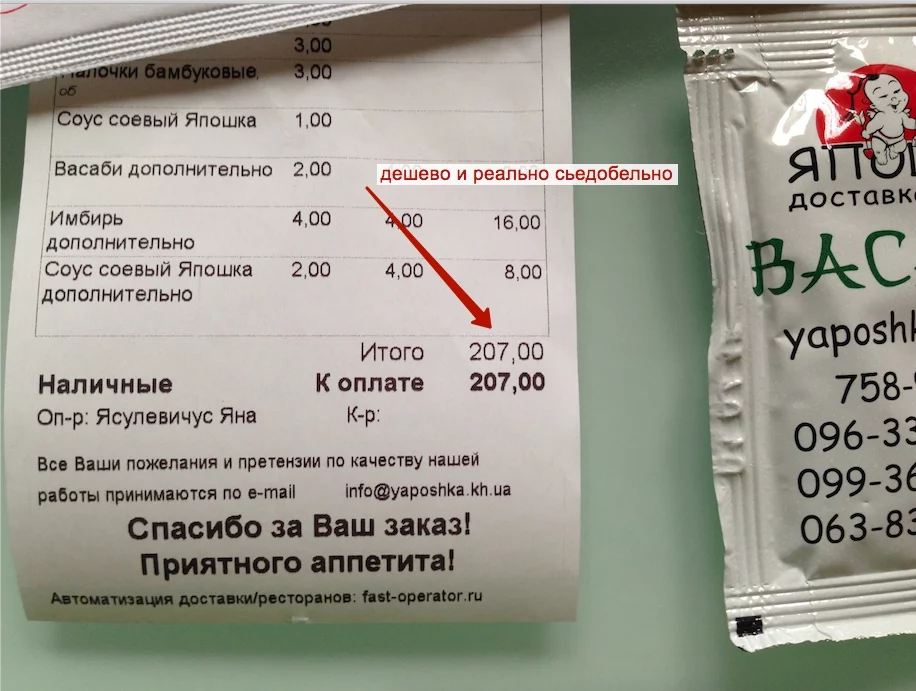 3,00
Палочки бамбуковые, 3,00
об
Соус соевый Япошка 1,00
Васаби дополнительно 2,00
дешево и реально сьедобельно
Имбирь 4,00 4,00 16,00
дополнительно
Соус соевый Япошка 2,00 4,00 8,00
дополнительно
Итого 207,00
Наличные К оплате 207,00
Оп-р: Ясулевичус Яна К-р:
Все Ваши пожелания и претензии по качеству нашей
работы принимаются по e-mail info@yaposhka.kh.ua
Спасибо за Ваш заказ!
Приятного аппетита!
Автоматизация доставки/ресторанов: fast-operator.ru
ЯПО
доставка
ВАС
yaposhk
758-
096-33
099-36
063-83